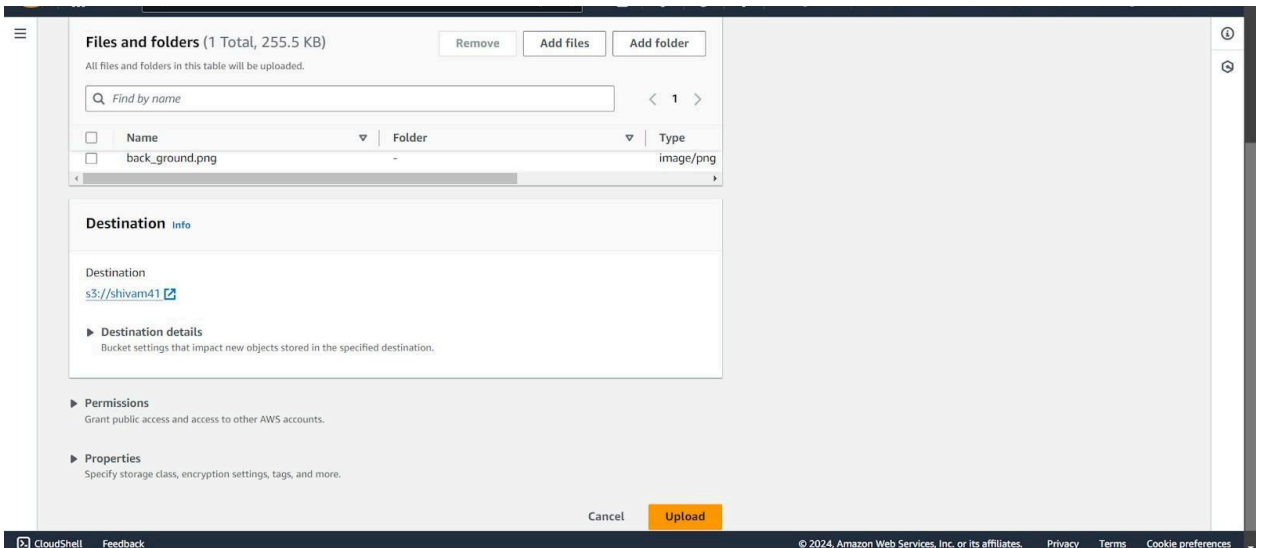 Files and folders (1 Total, 255.5 KB)
Remove
Add files
Add folder
All files and folders in this table will be uploaded.
Find by name
1
Name Folder Type
back_ground.png - image/png
Destination Info
Destination
s3://shivam41
Destination details
Bucket settings that impact new objects stored in the specified destination.
Permissions
Grant public access and access to other AWS accounts.
Properties
Specify storage class, encryption settings, tags, and more.
Cancel Upload
CloudShell Feedback © 2024, Amazon Web Services, Inc. or its affiliates. Privacy Terms Cookie preferences